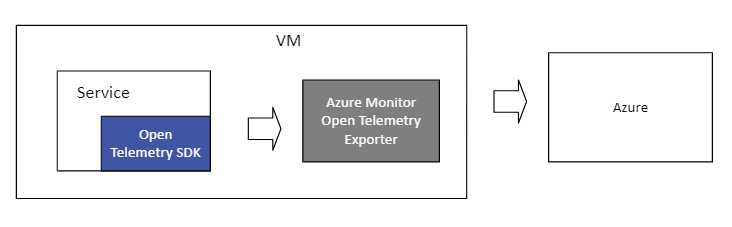 VM
Service
Open
Telemetry SDK
Azure Monitor
Open Telemetry
Exporter
Azure